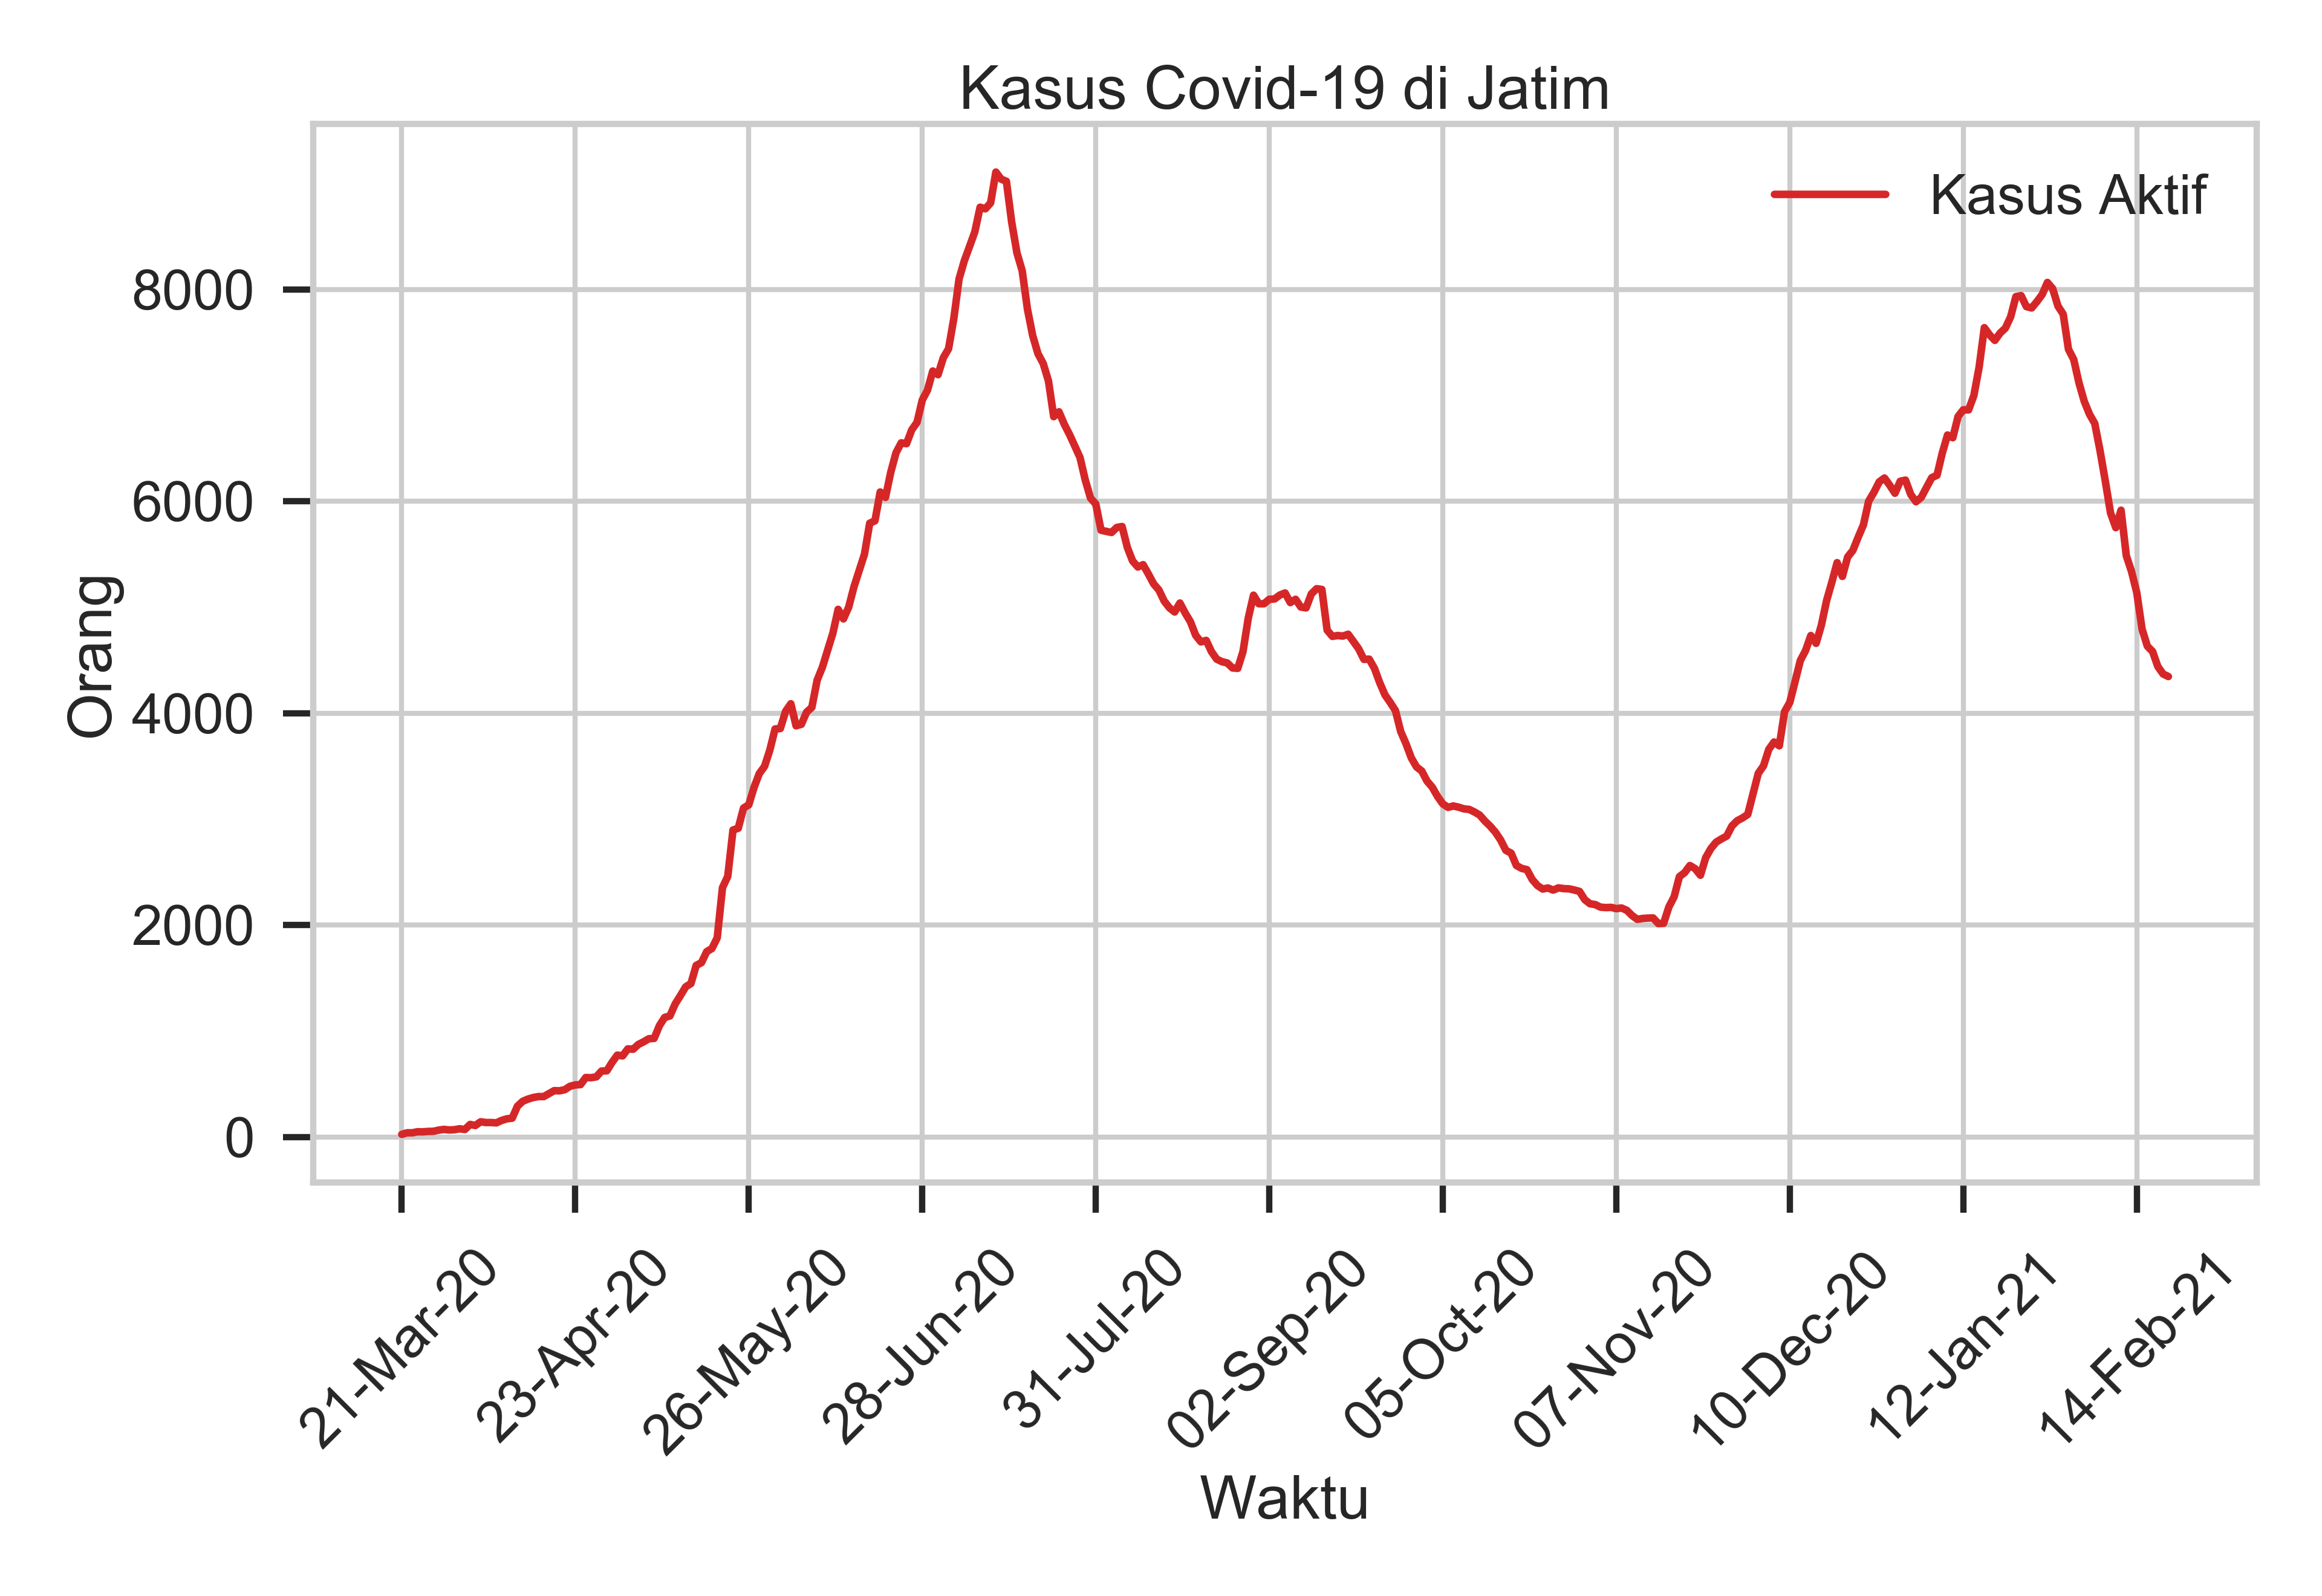 Kasus Covid-19 di Jatim
Kasus Aktif
Orang
8000
6000
4000
2000
0
21-Mar-20
23-Apr-20
26-May-20
28-Jun-20
31-Jul-20
02-Sep-20
05-Oct-20
07-Nov-20
10-Dec-20
12-Jan-21
14-Feb-21
Waktu